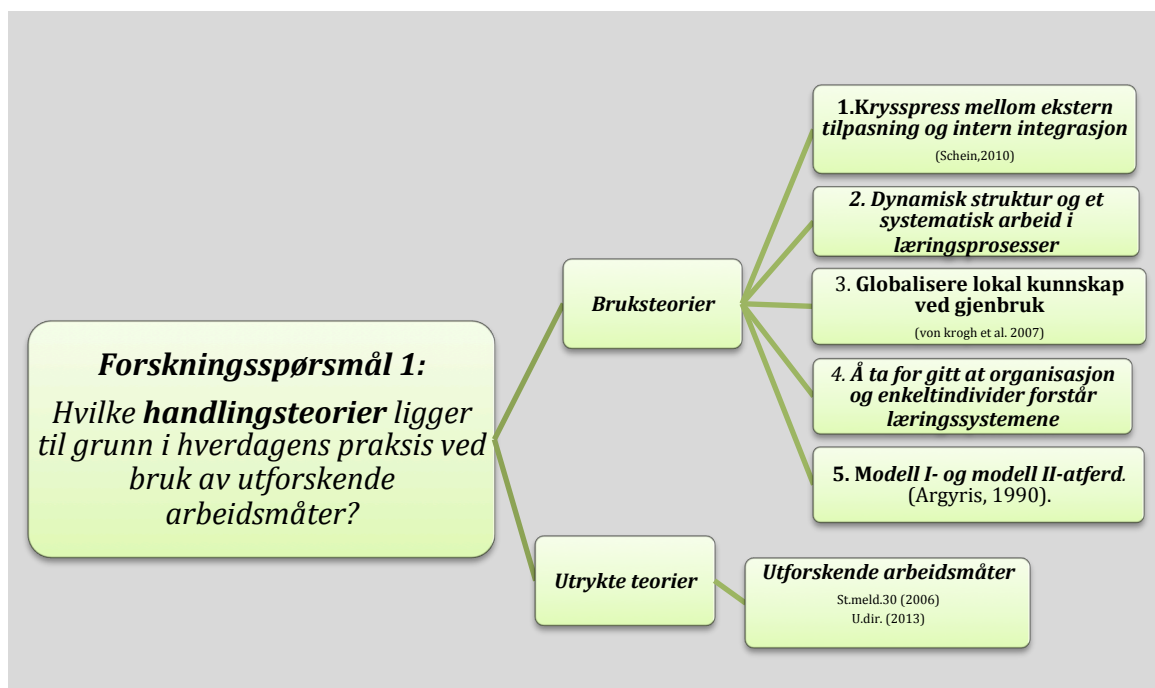 Forskningsspørsmål 1:
Hvilke handlingsteorier ligger
til grunn i hverdagens praksis ved
bruk av utforskende
arbeidsmåter?
Bruksteorier
1.Krysspress mellom ekstern
tilpasning og intern integrasjon
(Schein,2010)
2. Dynamisk struktur og et
systematisk arbeid i
læringsprosesser
3. Globalisere lokal kunnskap
ved gjenbruk
(von krogh et al. 2007)
4. Å ta for gitt at organisasjon
og enkeltindivider forstår
læringssystemene
5. Modell I- og modell II-atferd.
(Argyris, 1990).
Utrykte teorier
Utforskende arbeidsmåter
St.meld.30 (2006)
U.dir. (2013)